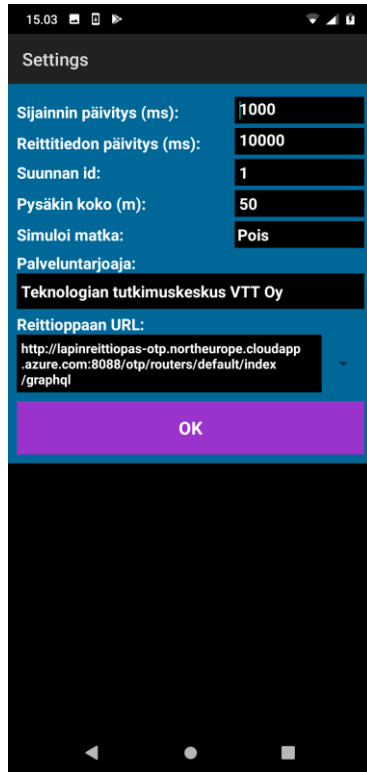 15.03
Settings
Sijainnin päivitys (ms): 1000
Reittitiedon päivitys (ms): 10000
Suunnan id: 1
Pysäkin koko (m): 50
Simuloi matka: Pois
Palveluntarjoaja:
Teknologian tutkimuskeskus VTT Oy
Reittioppaan URL:
http://lapinreittiopas-otp.northeurope.cloudapp
.azure.com:8088/otp/routers/default/index
/graphql
OK